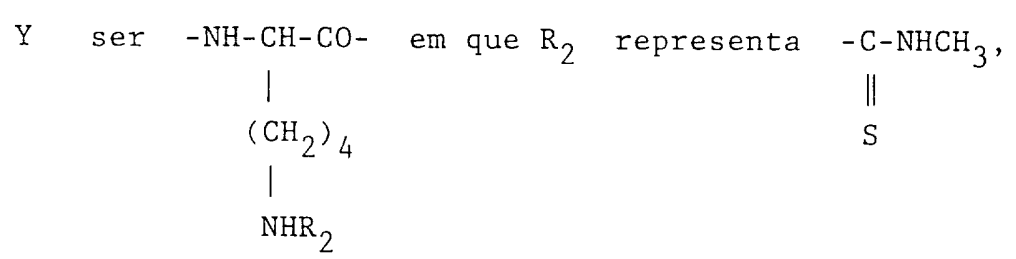 Y ser -NH-CH-CO- em que R₂ representa -C-NHCH₃,
| ||
(CH₂)₄ S
|
NHR₂